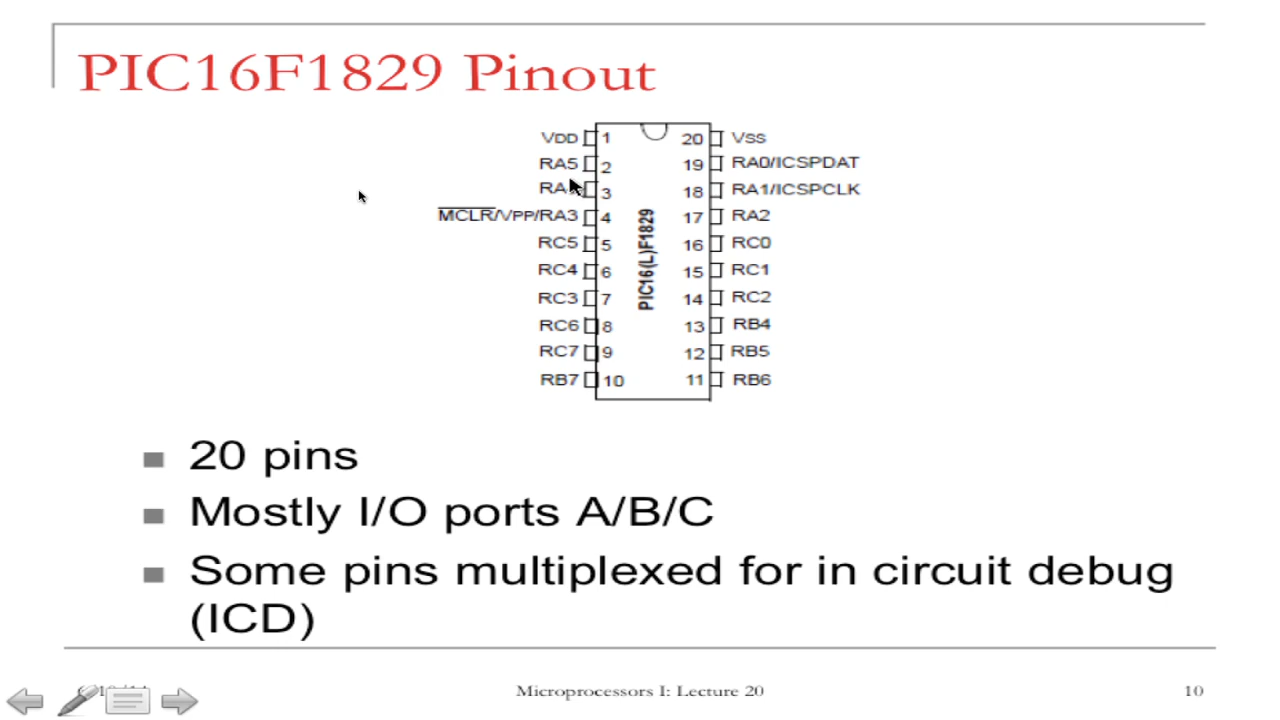 PIC16F1829 Pinout
VDD 1 20 VSS
RA5 2 19 RA0/ICSPDAT
3 18 RA1/ICSPCLK
MCLR/VPP/RA3 4 17 RA2
RC5 5 16 RC0
RC4 6 15 RC1
RC3 7 14 RC2
RC6 8 13 RB4
RC7 9 12 RB5
RB7 10 11 RB6
PIC16(L)F1829
20 pins
Mostly I/O ports A/B/C
Some pins multiplexed for in circuit debug
(ICD)
Microprocessors I: Lecture 20
10